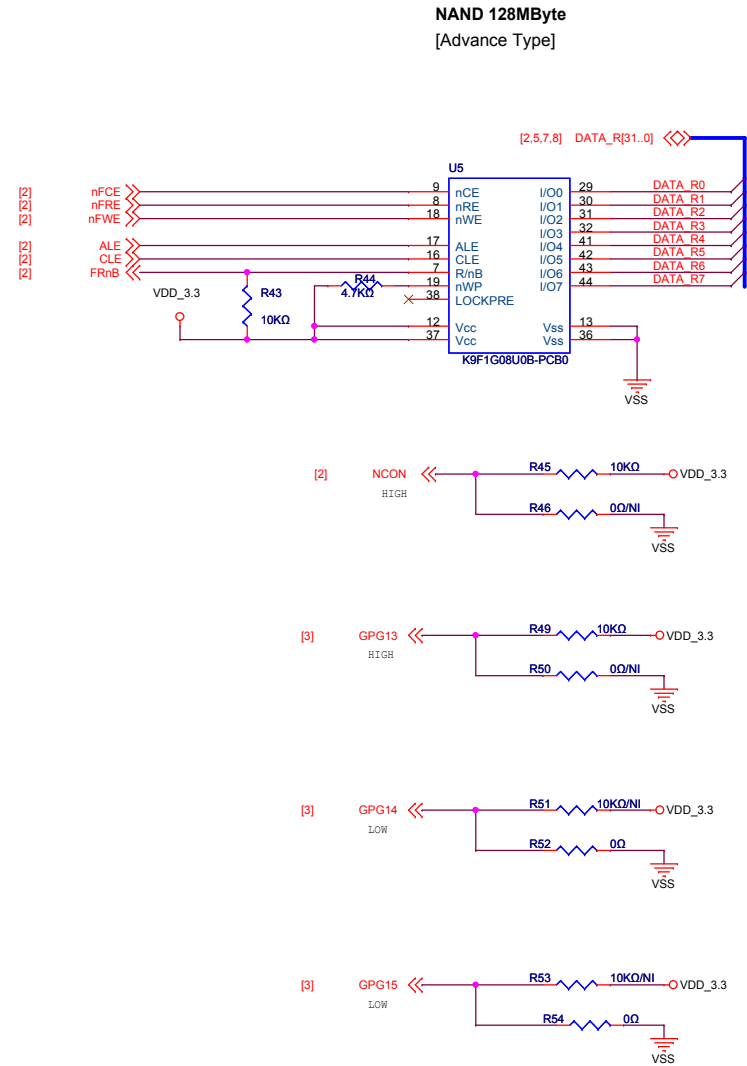 NAND 128MByte
[Advance Type]
[2,5,7,8] DATA_R[31..0]
U5
[2] nFCE 9 nCE I/O0 29 DATA_R0
[2] nFRE 8 nRE I/O1 30 DATA_R1
[2] nFWE 18 nWE I/O2 31 DATA_R2
I/O3 32 DATA_R3
[2] ALE 17 ALE I/O4 41 DATA_R4
[2] CLE 16 CLE I/O5 42 DATA_R5
[2] FRnB 7 R/nB I/O6 43 DATA_R6
R44 19 nWP I/O7 44 DATA_R7
VDD_3.3 R43 4.7KΩ 38 LOCKPRE
10KΩ 12 Vcc Vss 13
37 Vcc Vss 36
K9F1G08U0B-PCB0
VSS
[2] NCON R45 10KΩ VDD_3.3
HIGH
R46 0Ω/NI
VSS
[3] GPG13 R49 10KΩ VDD_3.3
HIGH
R50 0Ω/NI
VSS
[3] GPG14 R51 10KΩ/NI VDD_3.3
LOW
R52 0Ω
VSS
[3] GPG15 R53 10KΩ/NI VDD_3.3
LOW
R54 0Ω
VSS